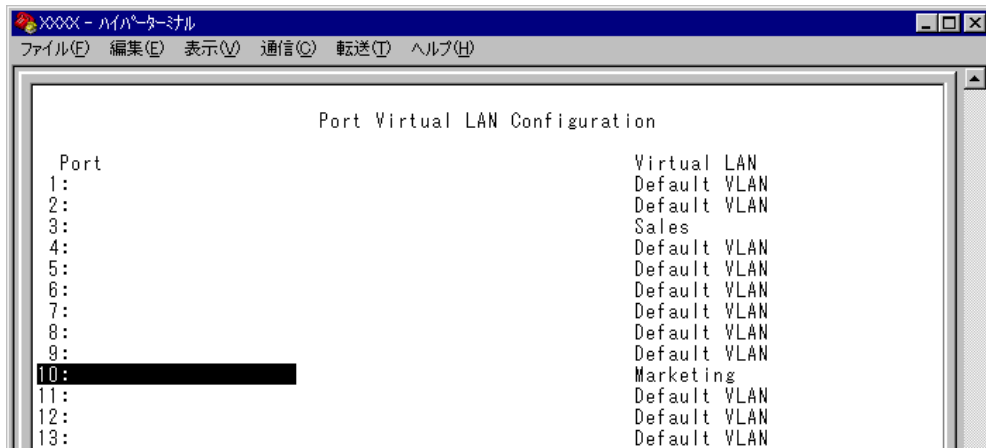 XXXX - ﾊｲﾊﾟｰﾀｰﾐﾅﾙ
ファイル(F) 編集(E) 表示(V) 通信(C) 転送(T) ヘルプ(H)
Port Virtual LAN Configuration
Port Virtual LAN
1: Default VLAN
2: Default VLAN
3: Sales
4: Default VLAN
5: Default VLAN
6: Default VLAN
7: Default VLAN
8: Default VLAN
9: Default VLAN
10: Marketing
11: Default VLAN
12: Default VLAN
13: Default VLAN